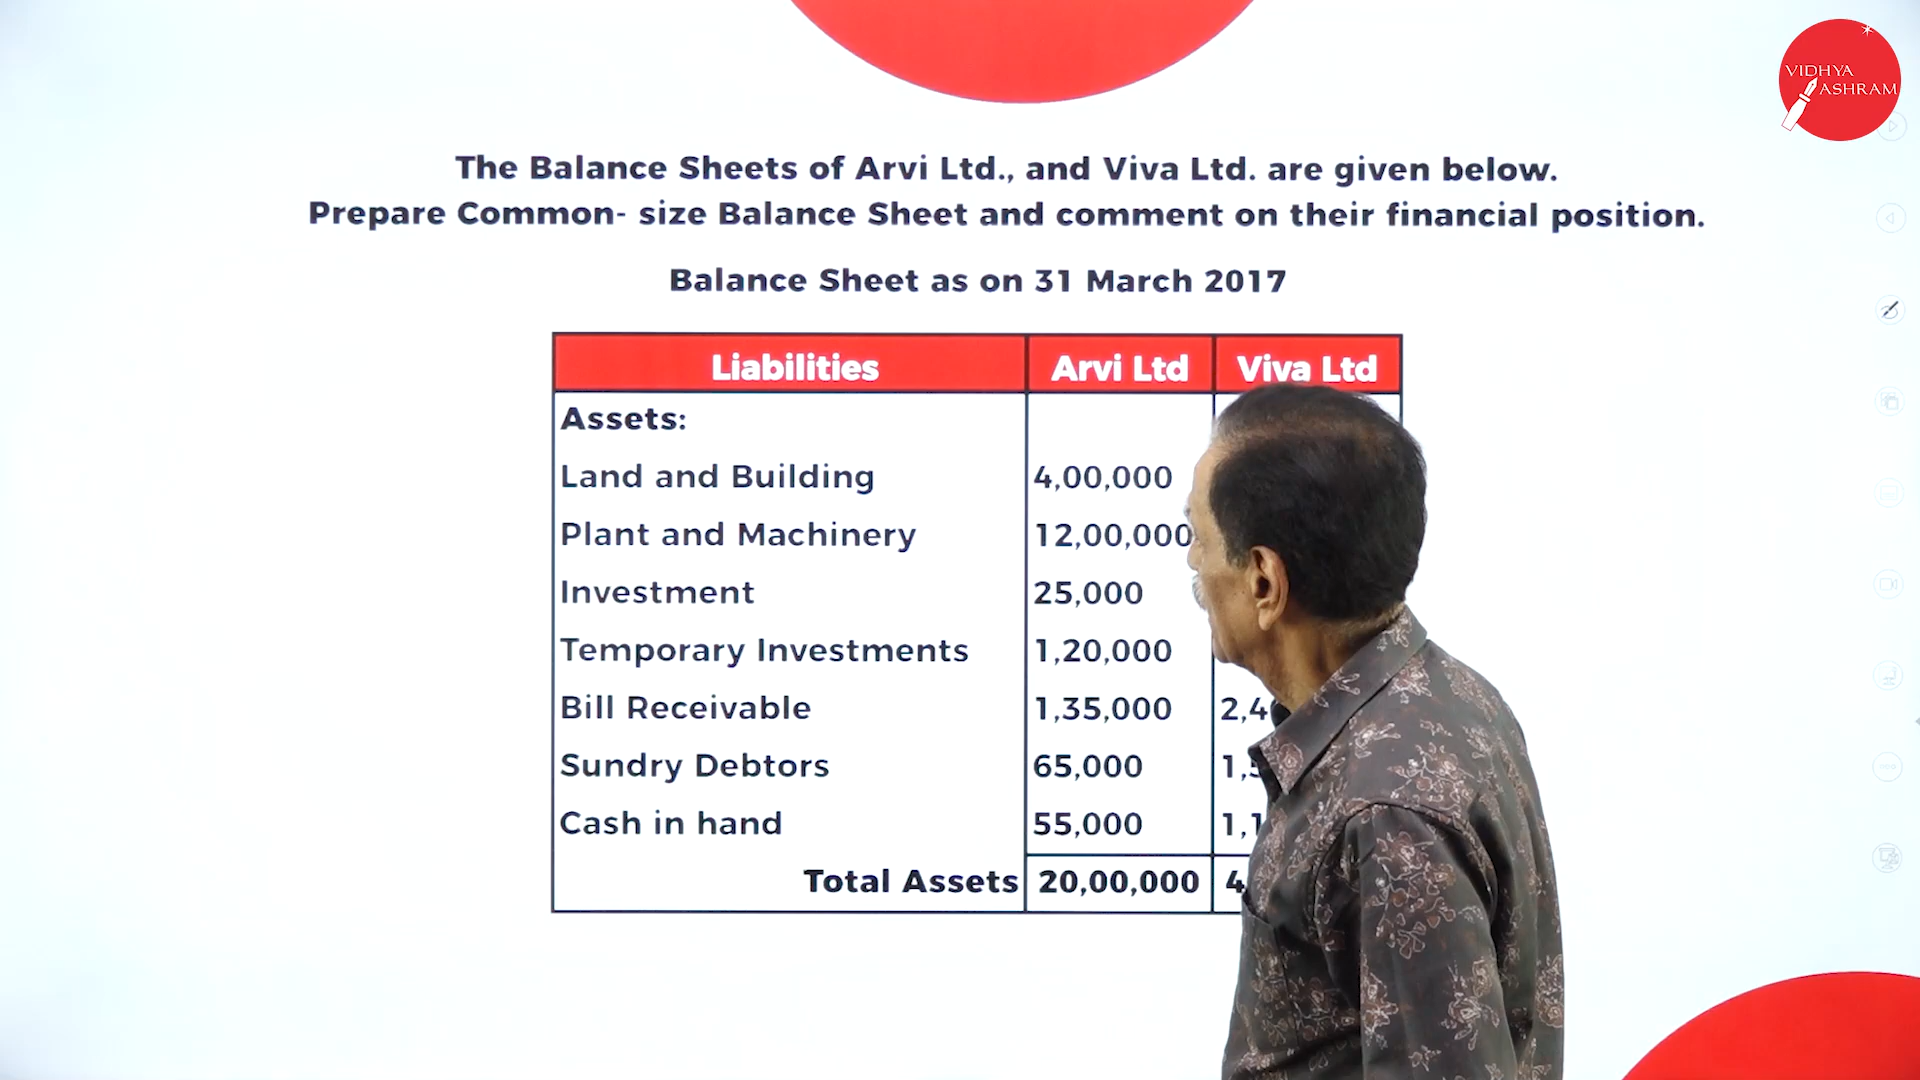 VIDHYA
ASHRAM
The Balance Sheets of Arvi Ltd., and Viva Ltd. are given below.
Prepare Common- size Balance Sheet and comment on their financial position.
Balance Sheet as on 31 March 2017
Liabilities Arvi Ltd Viva Ltd
Assets:
Land and Building 4,00,000
Plant and Machinery 12,00,000
Investment 25,000
Temporary Investments 1,20,000
Bill Receivable 1,35,000
Sundry Debtors 65,000
Cash in hand 55,000
Total Assets 20,00,000